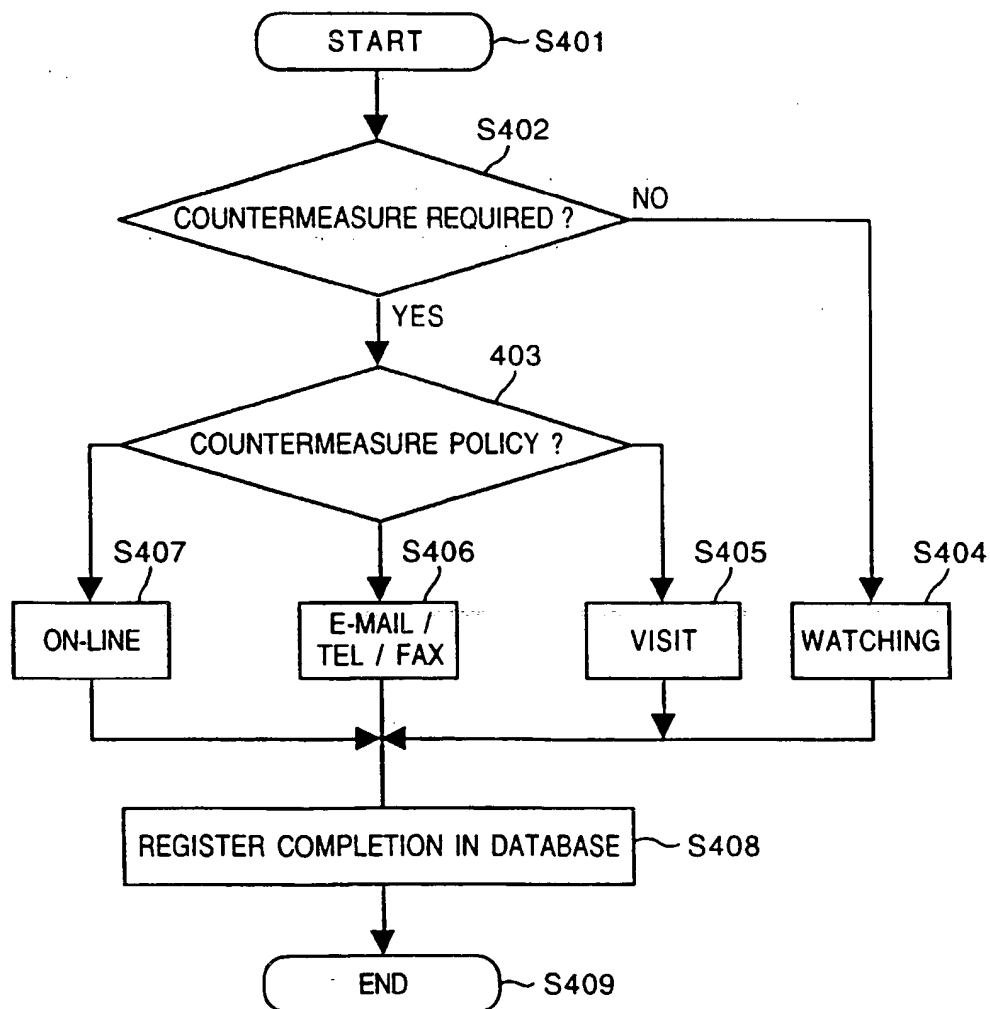 START
S401
S402
COUNTERMEASURE REQUIRED ?
NO
YES
403
COUNTERMEASURE POLICY ?
S407
S406
S405
S404
ON-LINE
E-MAIL /
TEL / FAX
VISIT
WATCHING
REGISTER COMPLETION IN DATABASE
S408
END
S409